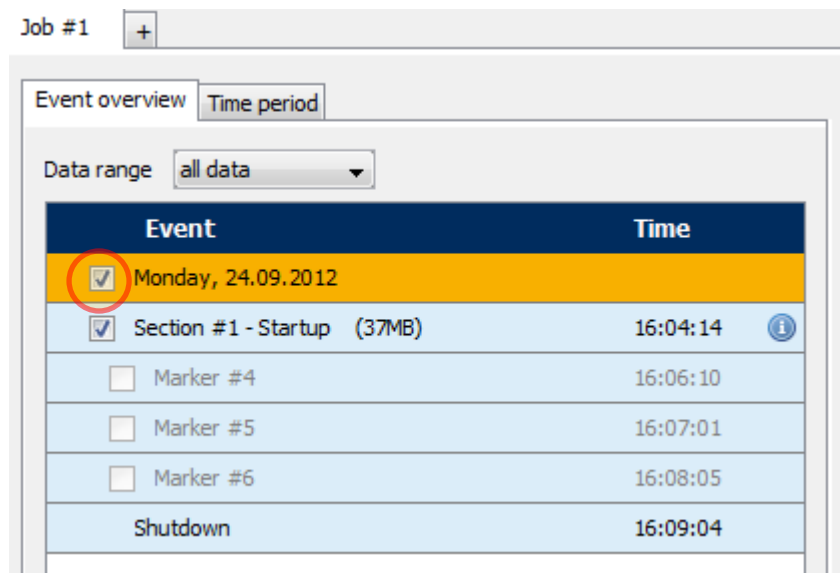 Job #1 +
Event overview Time period
Data range all data
Event Time
Monday, 24.09.2012
Section #1 - Startup (37MB) 16:04:14
Marker #4 16:06:10
Marker #5 16:07:01
Marker #6 16:08:05
Shutdown 16:09:04